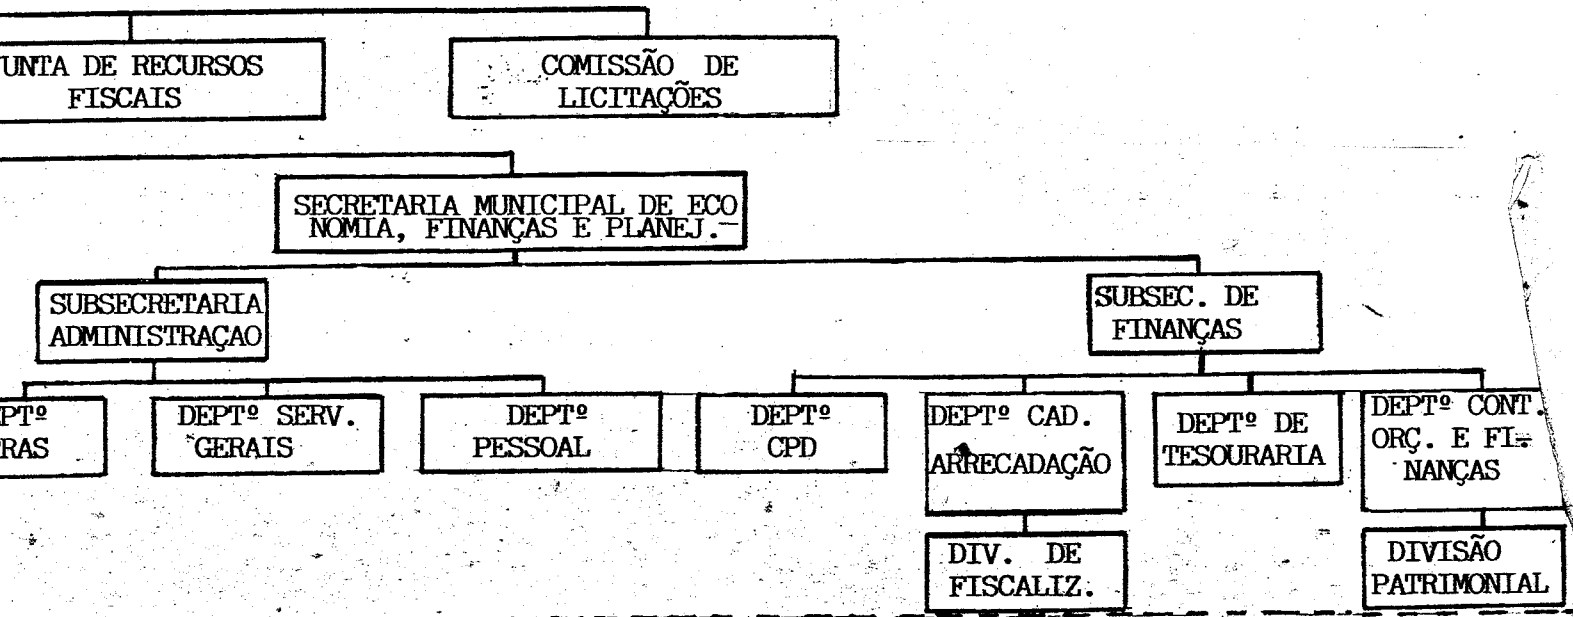 UNTA DE RECURSOS
FISCAIS
COMISSÃO DE
LICITAÇÕES
SECRETARIA MUNICIPAL DE ECO
NOMIA, FINANÇAS E PLANEJ.-
SUBSECRETARIA
ADMINISTRAÇAO
SUBSEC. DE
FINANÇAS
PTº
RAS
DEPTº SERV.
GERAIS
DEPTº
PESSOAL
DEPTº
CPD
DEPTº CAD.
ARRECADAÇÃO
DEPTº DE
TESOURARIA
DEPTº CONT.
ORÇ. E FI-
NANÇAS
DIV. DE
FISCALIZ.
DIVISÃO
PATRIMONIAL